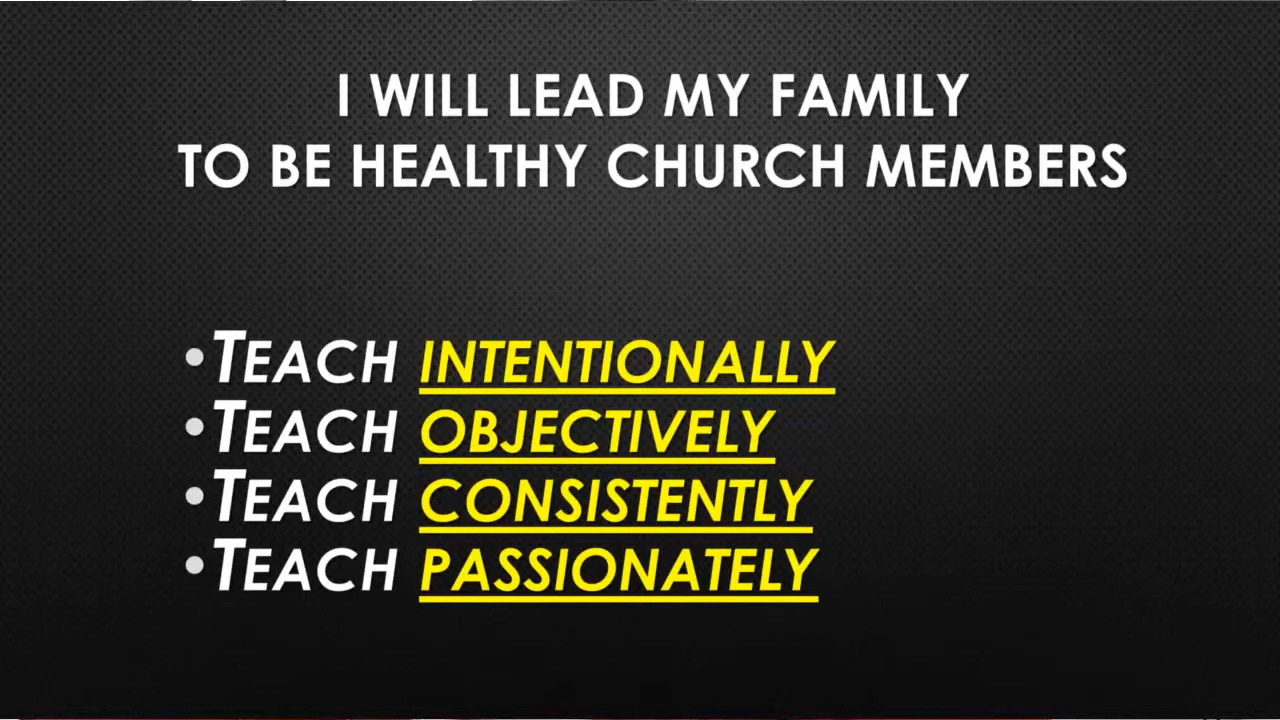 I WILL LEAD MY FAMILY
TO BE HEALTHY CHURCH MEMBERS
•TEACH INTENTIONALLY
•TEACH OBJECTIVELY
•TEACH CONSISTENTLY
•TEACH PASSIONATELY